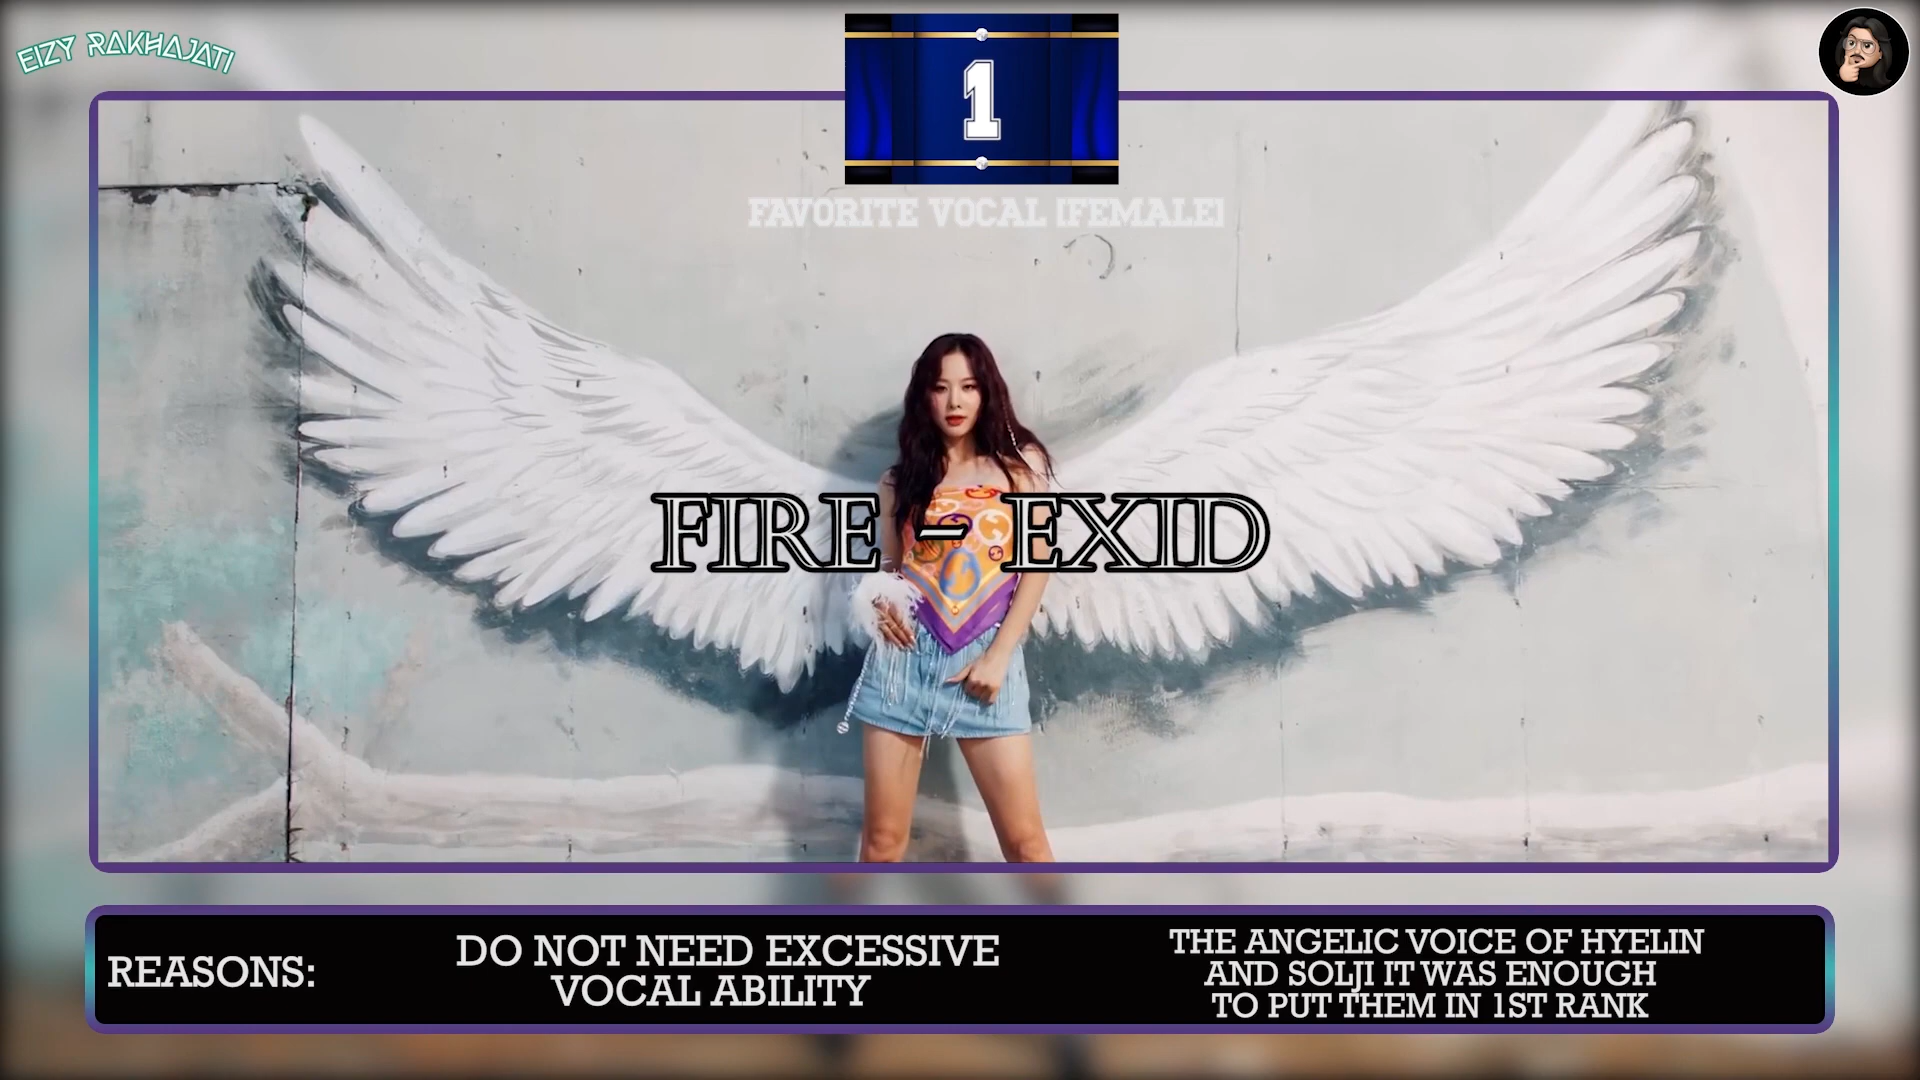 EIZY RAKHAJATI
1
FAVORITE VOCAL [FEMALE]
FIRE - EXID
REASONS:
DO NOT NEED EXCESSIVE
VOCAL ABILITY
THE ANGELIC VOICE OF HYELIN
AND SOLJI IT WAS ENOUGH
TO PUT THEM IN 1ST RANK